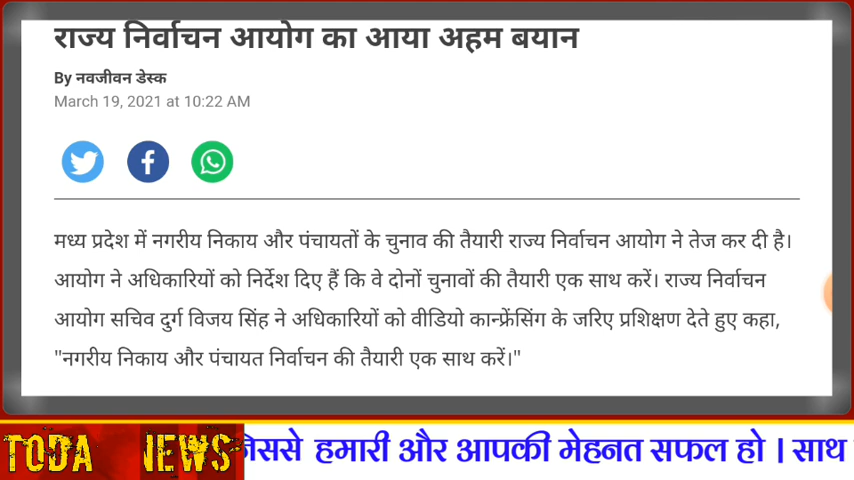 राज्य निर्वाचन आयोग का आया अहम बयान
By नवजीवन डेस्क
March 19, 2021 at 10:22 AM
मध्य प्रदेश में नगरीय निकाय और पंचायतों के चुनाव की तैयारी राज्य निर्वाचन आयोग ने तेज कर दी है।
आयोग ने अधिकारियों को निर्देश दिए हैं कि वे दोनों चुनावों की तैयारी एक साथ करें। राज्य निर्वाचन
आयोग सचिव दुर्ग विजय सिंह ने अधिकारियों को वीडियो कान्फ्रेंसिंग के जरिए प्रशिक्षण देते हुए कहा,
"नगरीय निकाय और पंचायत निर्वाचन की तैयारी एक साथ करें।"
TODA NEWS जिससे हमारी और आपकी मेहनत सफल हो । साथ